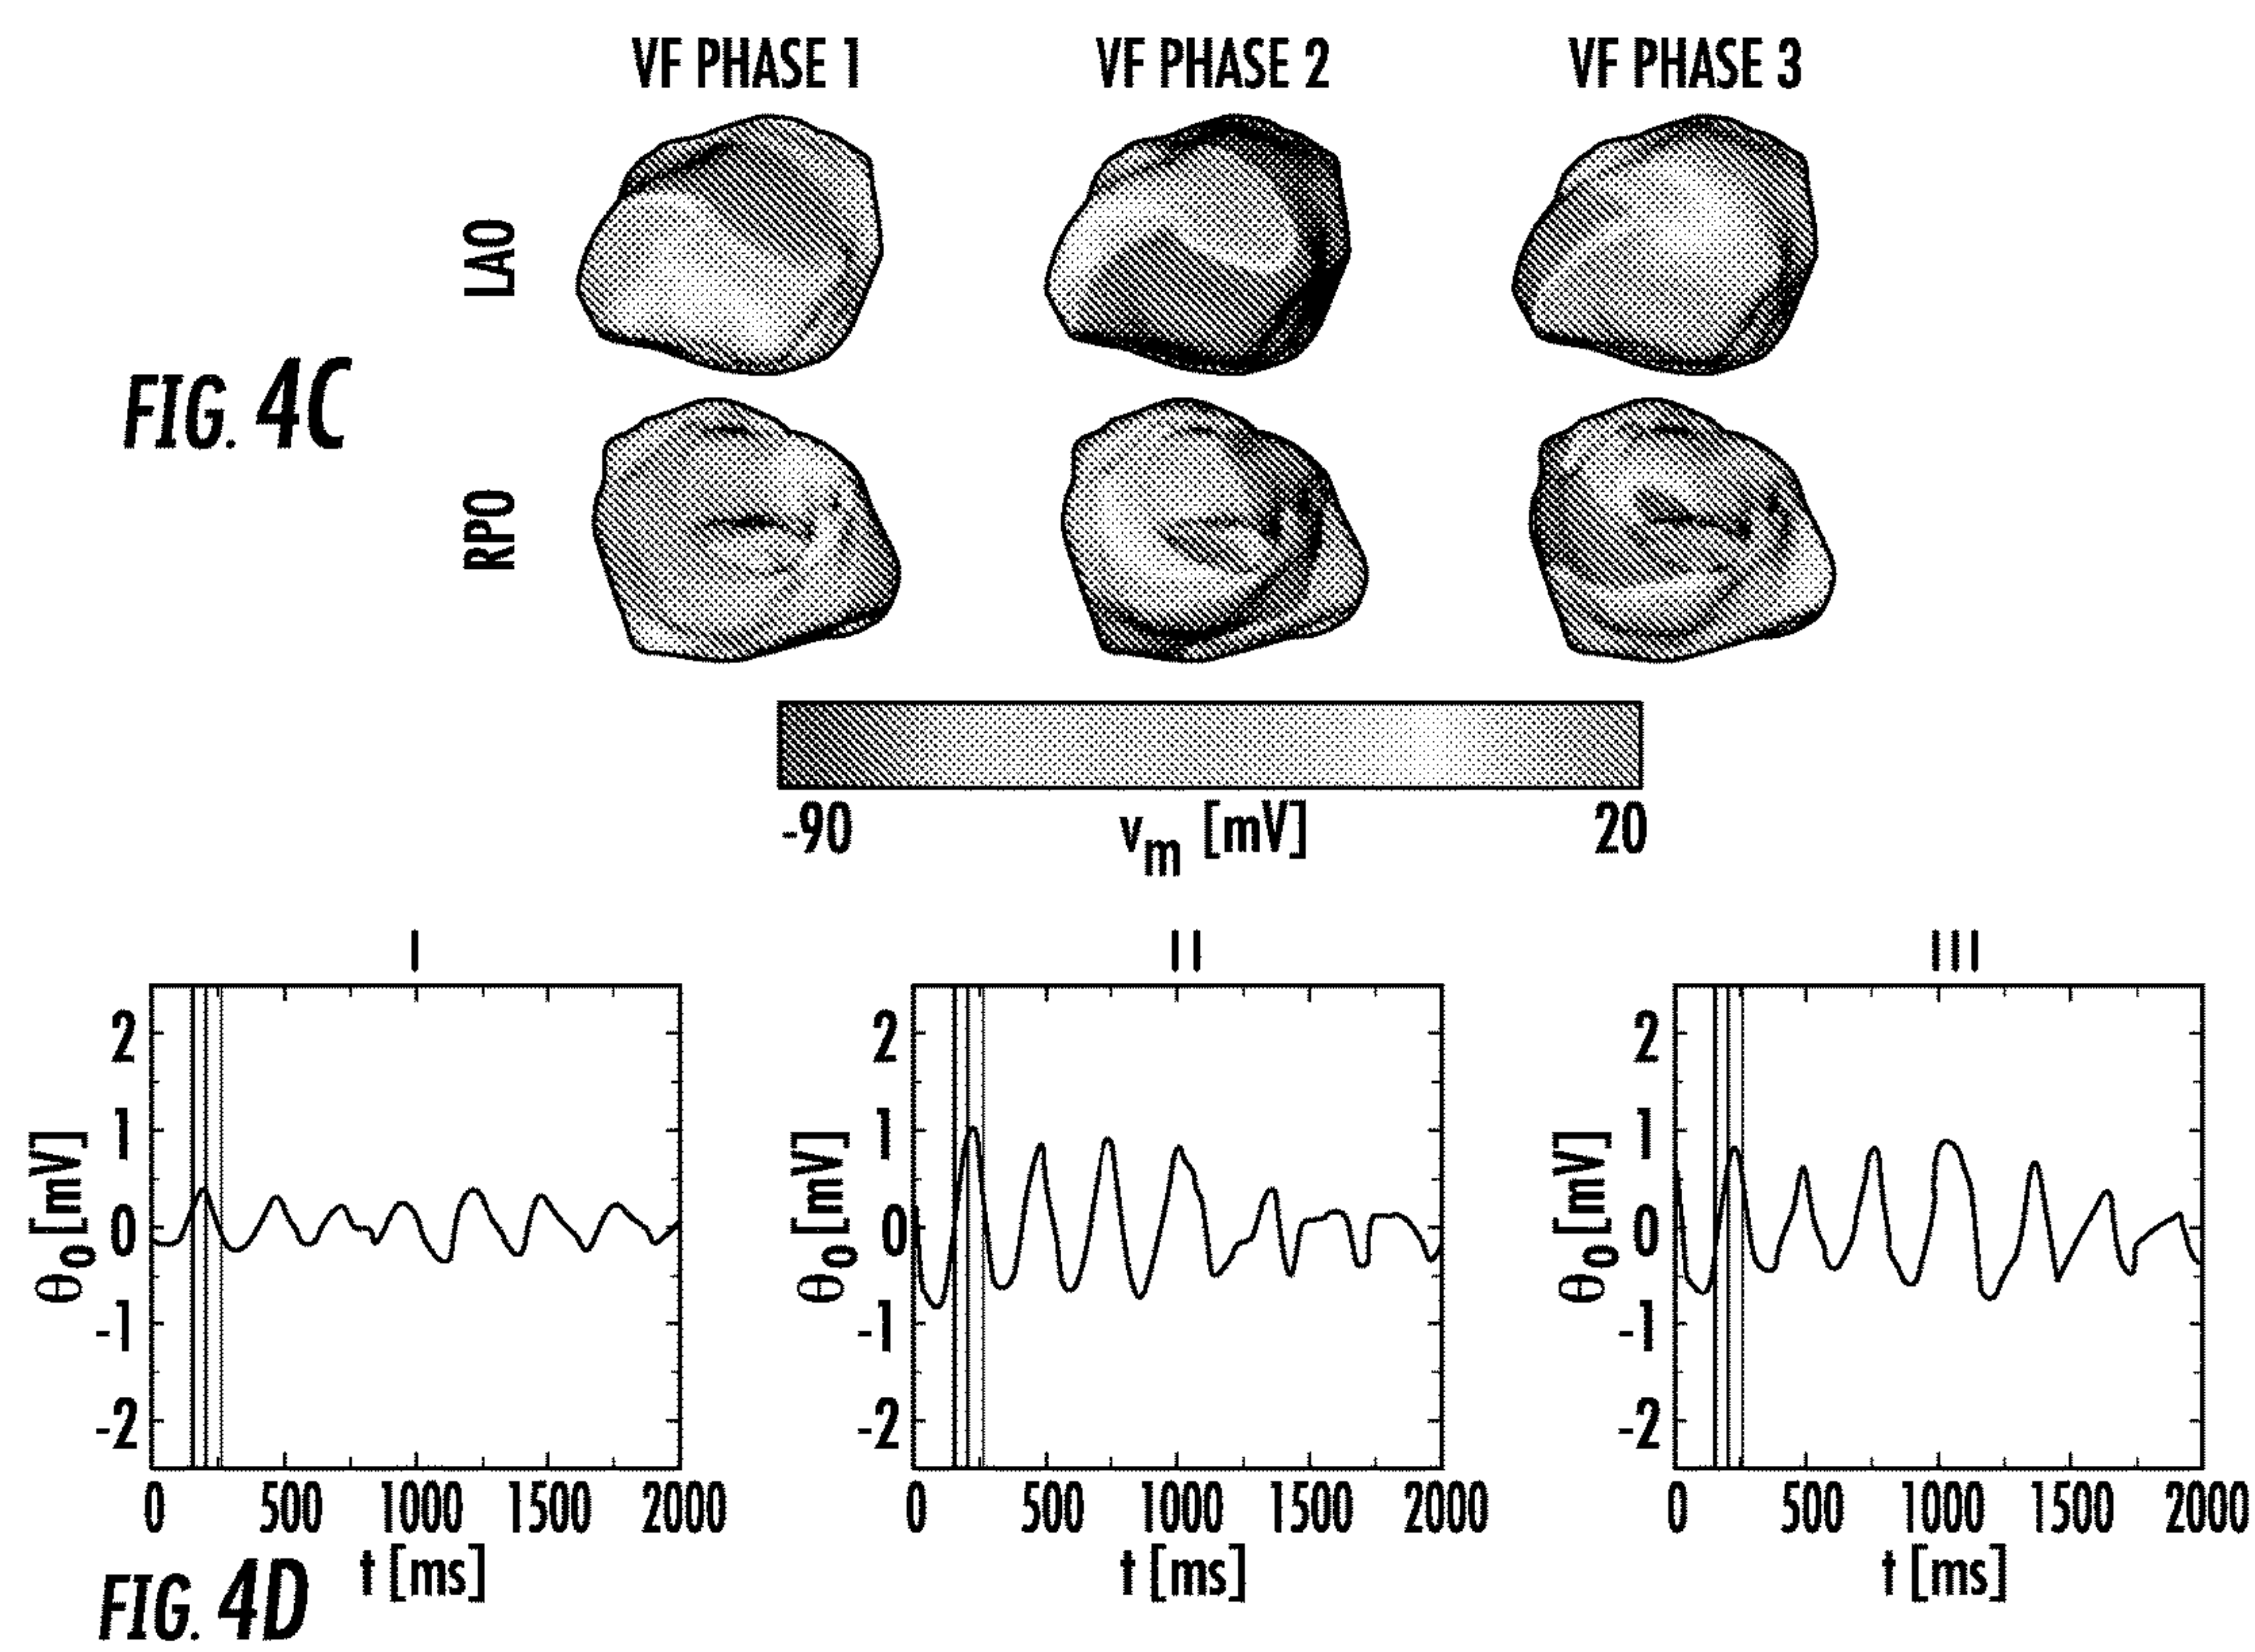 VF PHASE 1 VF PHASE 2 VF PHASE 3
LAO
FIG. 4C
RPO
-90 vm [mV] 20
I II III
2 2 2
1 1 1
0 0 0
-1 -1 -1
-2 -2 -2
θ0 [mV] θ0 [mV] θ0 [mV]
0 500 1000 1500 2000 0 500 1000 1500 2000 0 500 1000 1500 2000
t [ms] t [ms] t [ms]
FIG. 4D